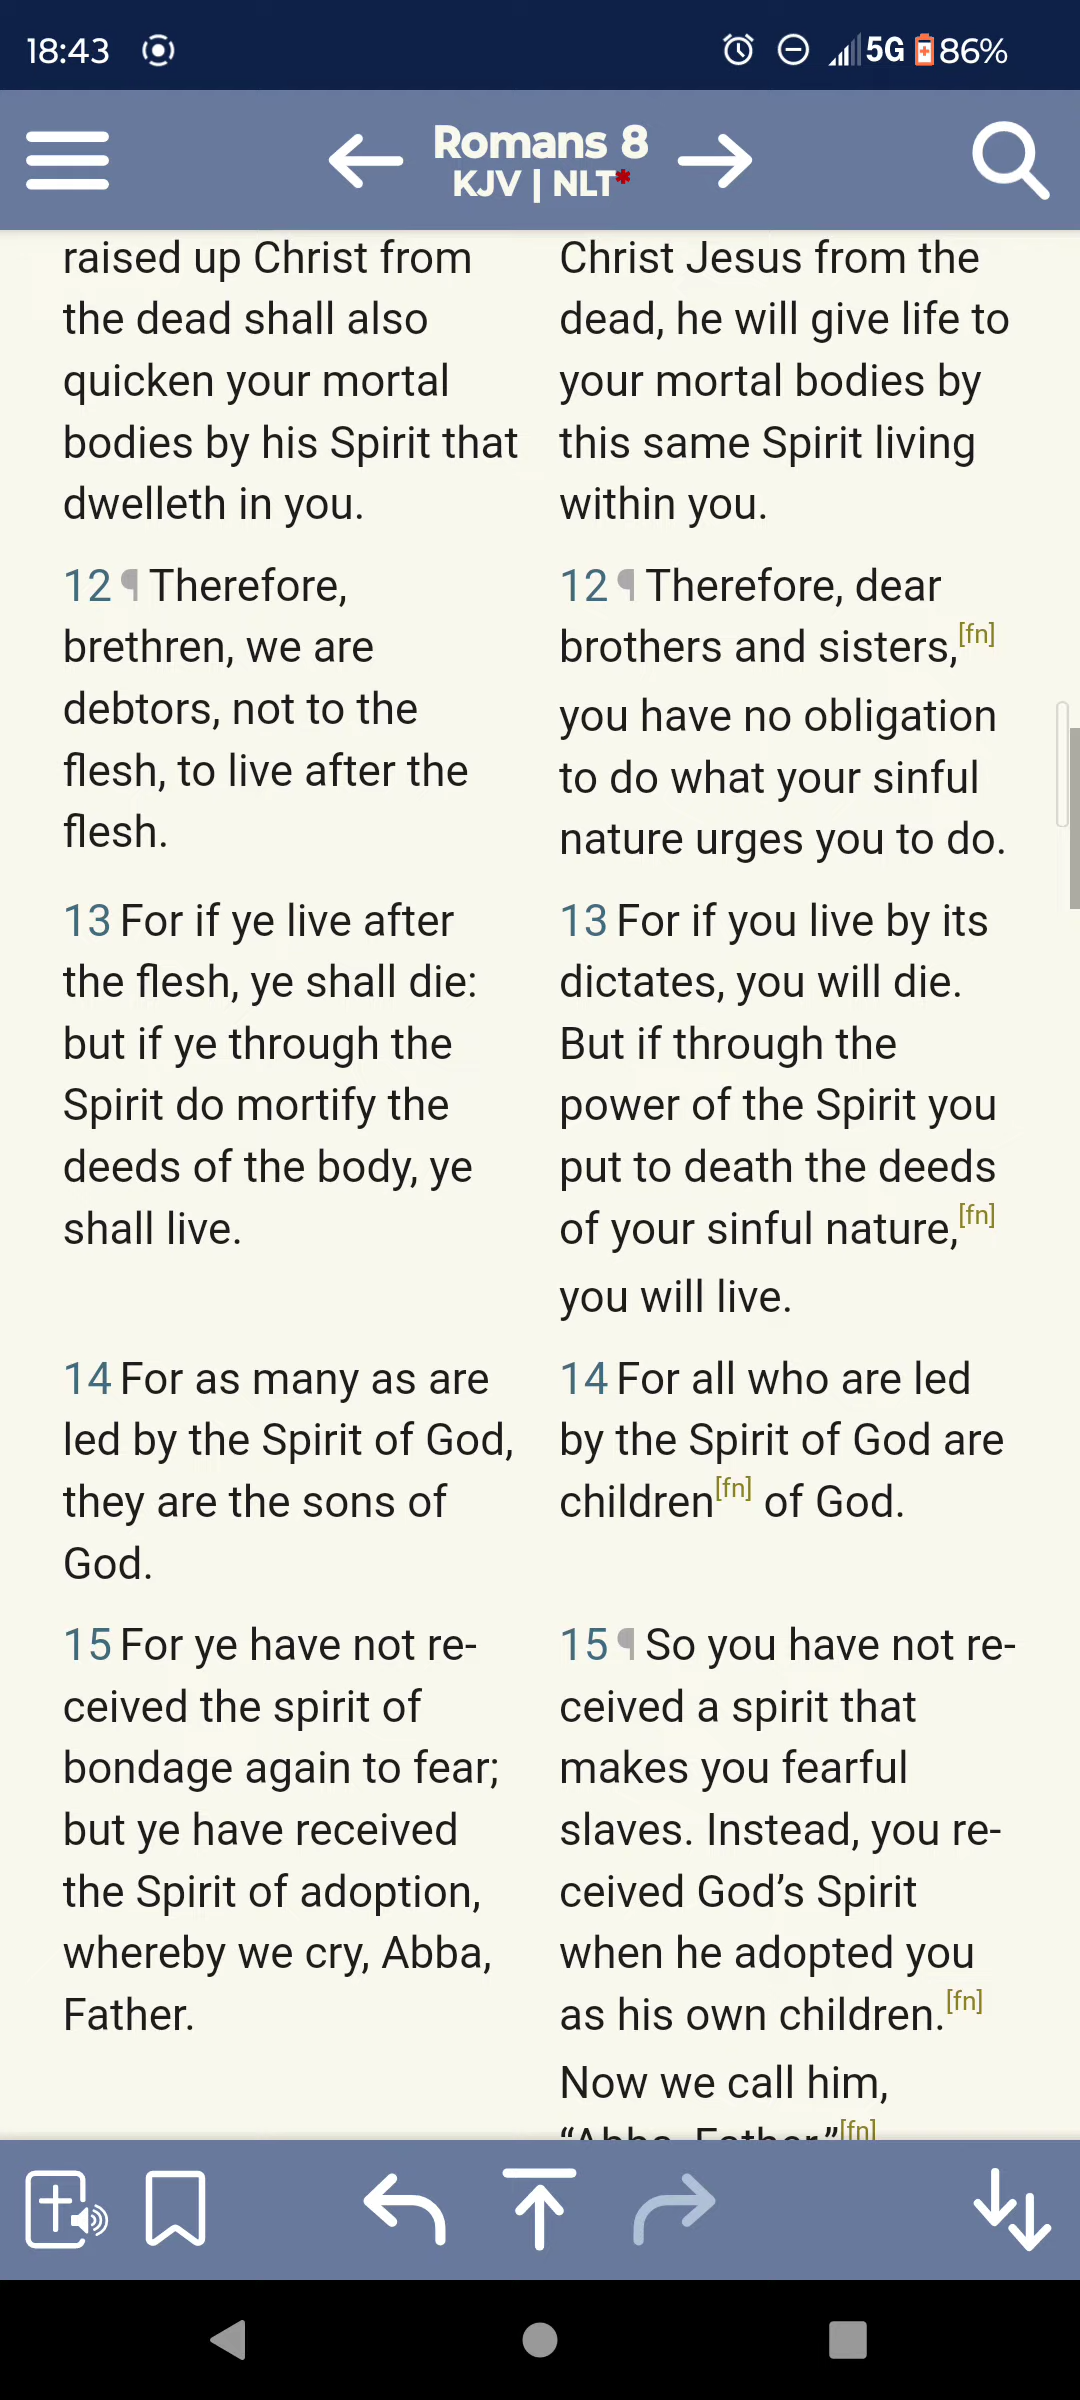 18:43
5G 86%
Romans 8
KJV | NLT*
raised up Christ from
the dead shall also
quicken your mortal
bodies by his Spirit that
dwelleth in you.
12 ¶ Therefore,
brethren, we are
debtors, not to the
flesh, to live after the
flesh.
13 For if ye live after
the flesh, ye shall die:
but if ye through the
Spirit do mortify the
deeds of the body, ye
shall live.
14 For as many as are
led by the Spirit of God,
they are the sons of
God.
15 For ye have not re-
ceived the spirit of
bondage again to fear;
but ye have received
the Spirit of adoption,
whereby we cry, Abba,
Father.
Christ Jesus from the
dead, he will give life to
your mortal bodies by
this same Spirit living
within you.
12 ¶ Therefore, dear
brothers and sisters,[fn]
you have no obligation
to do what your sinful
nature urges you to do.
13 For if you live by its
dictates, you will die.
But if through the
power of the Spirit you
put to death the deeds
of your sinful nature,[fn]
you will live.
14 For all who are led
by the Spirit of God are
children[fn] of God.
15 ¶ So you have not re-
ceived a spirit that
makes you fearful
slaves. Instead, you re-
ceived God’s Spirit
when he adopted you
as his own children.[fn]
Now we call him,
“Abba, Father.”[fn]